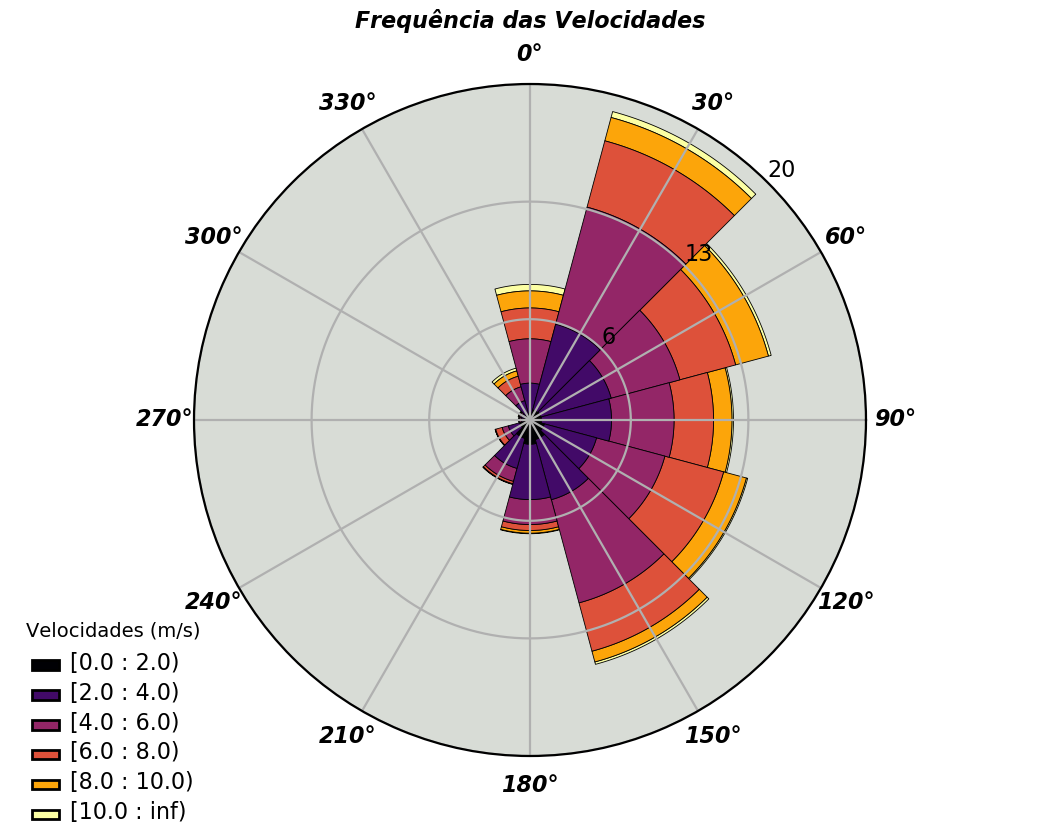 Frequência das Velocidades
0°
330°
30°
20
300°
60°
13
6
270°
90°
240°
120°
210°
150°
180°
Velocidades (m/s)
[0.0 : 2.0)
[2.0 : 4.0)
[4.0 : 6.0)
[6.0 : 8.0)
[8.0 : 10.0)
[10.0 : inf)